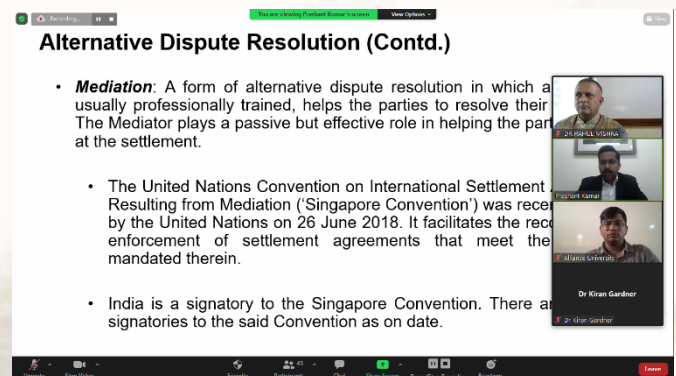 Recording...
You are viewing Prashant Kumar's screen
View Options
Alternative Dispute Resolution (Contd.)
• Mediation: A form of alternative dispute resolution in which a
usually professionally trained, helps the parties to resolve their
The Mediator plays a passive but effective role in helping the part
at the settlement.
• The United Nations Convention on International Settlement
Resulting from Mediation ('Singapore Convention') was recen
by the United Nations on 26 June 2018. It facilitates the reco
enforcement of settlement agreements that meet the
mandated therein.
• India is a signatory to the Singapore Convention. There ar
signatories to the said Convention as on date.
DR RAHUL MISHRA
Prashant Kumar
Alliance University
Dr Kiran Gardner
Dr Kiran Gardner
45
Leave